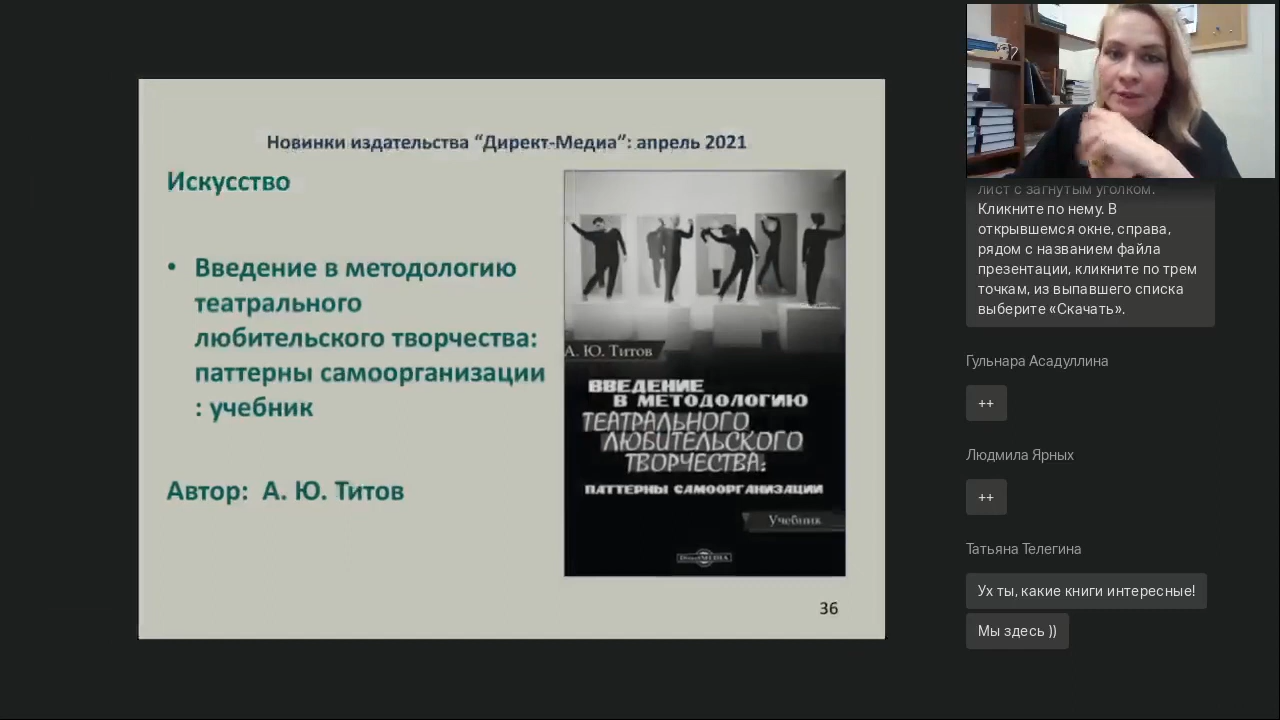 Новинки издательства “Директ-Медиа”: апрель 2021
Искусство
• Введение в методологию
театрального
любительского творчества:
паттерны самоорганизации
: учебник
Автор: А. Ю. Титов
А. Ю. Титов
ВВЕДЕНИЕ
В МЕТОДОЛОГИЮ
ТЕАТРАЛЬНОГО
ЛЮБИТЕЛЬСКОГО
ТВОРЧЕСТВА:
ПАТТЕРНЫ САМООРГАНИЗАЦИИ
Учебник
DirectMEDIA
36
лист с загнутым уголком.
Кликните по нему. В
открывшемся окне, справа,
рядом с названием файла
презентации, кликните по трем
точкам, из выпавшего списка
выберите «Скачать».
Гульнара Асадуллина
++
Людмила Ярных
++
Татьяна Телегина
Ух ты, какие книги интересные!
Мы здесь ))